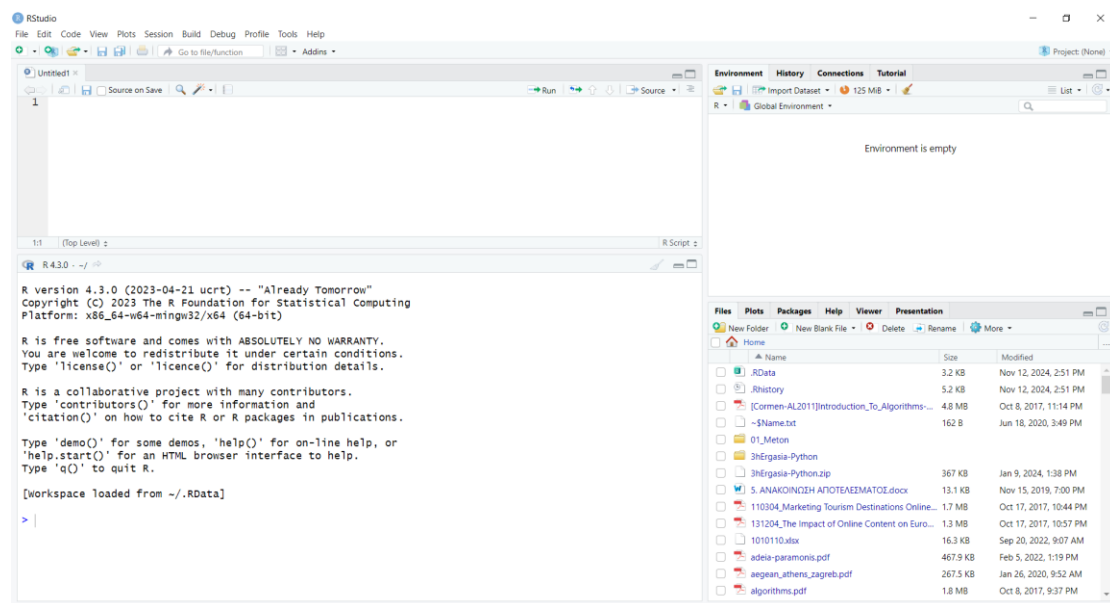 RStudio
File Edit Code View Plots Session Build Debug Profile Tools Help
Go to file/function Addins Project: (None)
Untitled1
Source on Save Run Source
1
1:1 (Top Level) R Script
R 4.3.0 · ~/
R version 4.3.0 (2023-04-21 ucrt) -- "Already Tomorrow"
Copyright (C) 2023 The R Foundation for Statistical Computing
Platform: x86_64-w64-mingw32/x64 (64-bit)
R is free software and comes with ABSOLUTELY NO WARRANTY.
You are welcome to redistribute it under certain conditions.
Type 'license()' or 'licence()' for distribution details.
R is a collaborative project with many contributors.
Type 'contributors()' for more information and
'citation()' on how to cite R or R packages in publications.
Type 'demo()' for some demos, 'help()' for on-line help, or
'help.start()' for an HTML browser interface to help.
Type 'q()' to quit R.
[Workspace loaded from ~/.RData]
>
Environment History Connections Tutorial
Import Dataset 125 MiB List
R Global Environment
Environment is empty
Files Plots Packages Help Viewer Presentation
New Folder New Blank File Delete Rename More
Home
Name Size Modified
.RData 3.2 KB Nov 12, 2024, 2:51 PM
.Rhistory 5.2 KB Nov 12, 2024, 2:51 PM
[Cormen-AL2011]Introduction_To_Algorithms-... 4.8 MB Oct 8, 2017, 11:14 PM
~$Name.txt 162 B Jun 18, 2020, 3:49 PM
01_Meton
3hErgasia-Python
3hErgasia-Python.zip 367 KB Jan 9, 2024, 1:38 PM
5. ΑΝΑΚΟΙΝΩΣΗ ΑΠΟΤΕΛΕΣΜΑΤΟΣ.docx 13.1 KB Nov 15, 2019, 7:00 PM
110304_Marketing Tourism Destinations Online... 1.7 MB Oct 17, 2017, 10:44 PM
131204_The Impact of Online Content on Euro... 1.3 MB Oct 17, 2017, 10:57 PM
1010110.xlsx 16.3 KB Sep 20, 2022, 9:07 AM
adeia-paramonis.pdf 467.9 KB Feb 5, 2022, 1:19 PM
aegean_athens_zagreb.pdf 267.5 KB Jan 26, 2020, 9:52 AM
algorithms.pdf 1.8 MB Oct 8, 2017, 9:37 PM